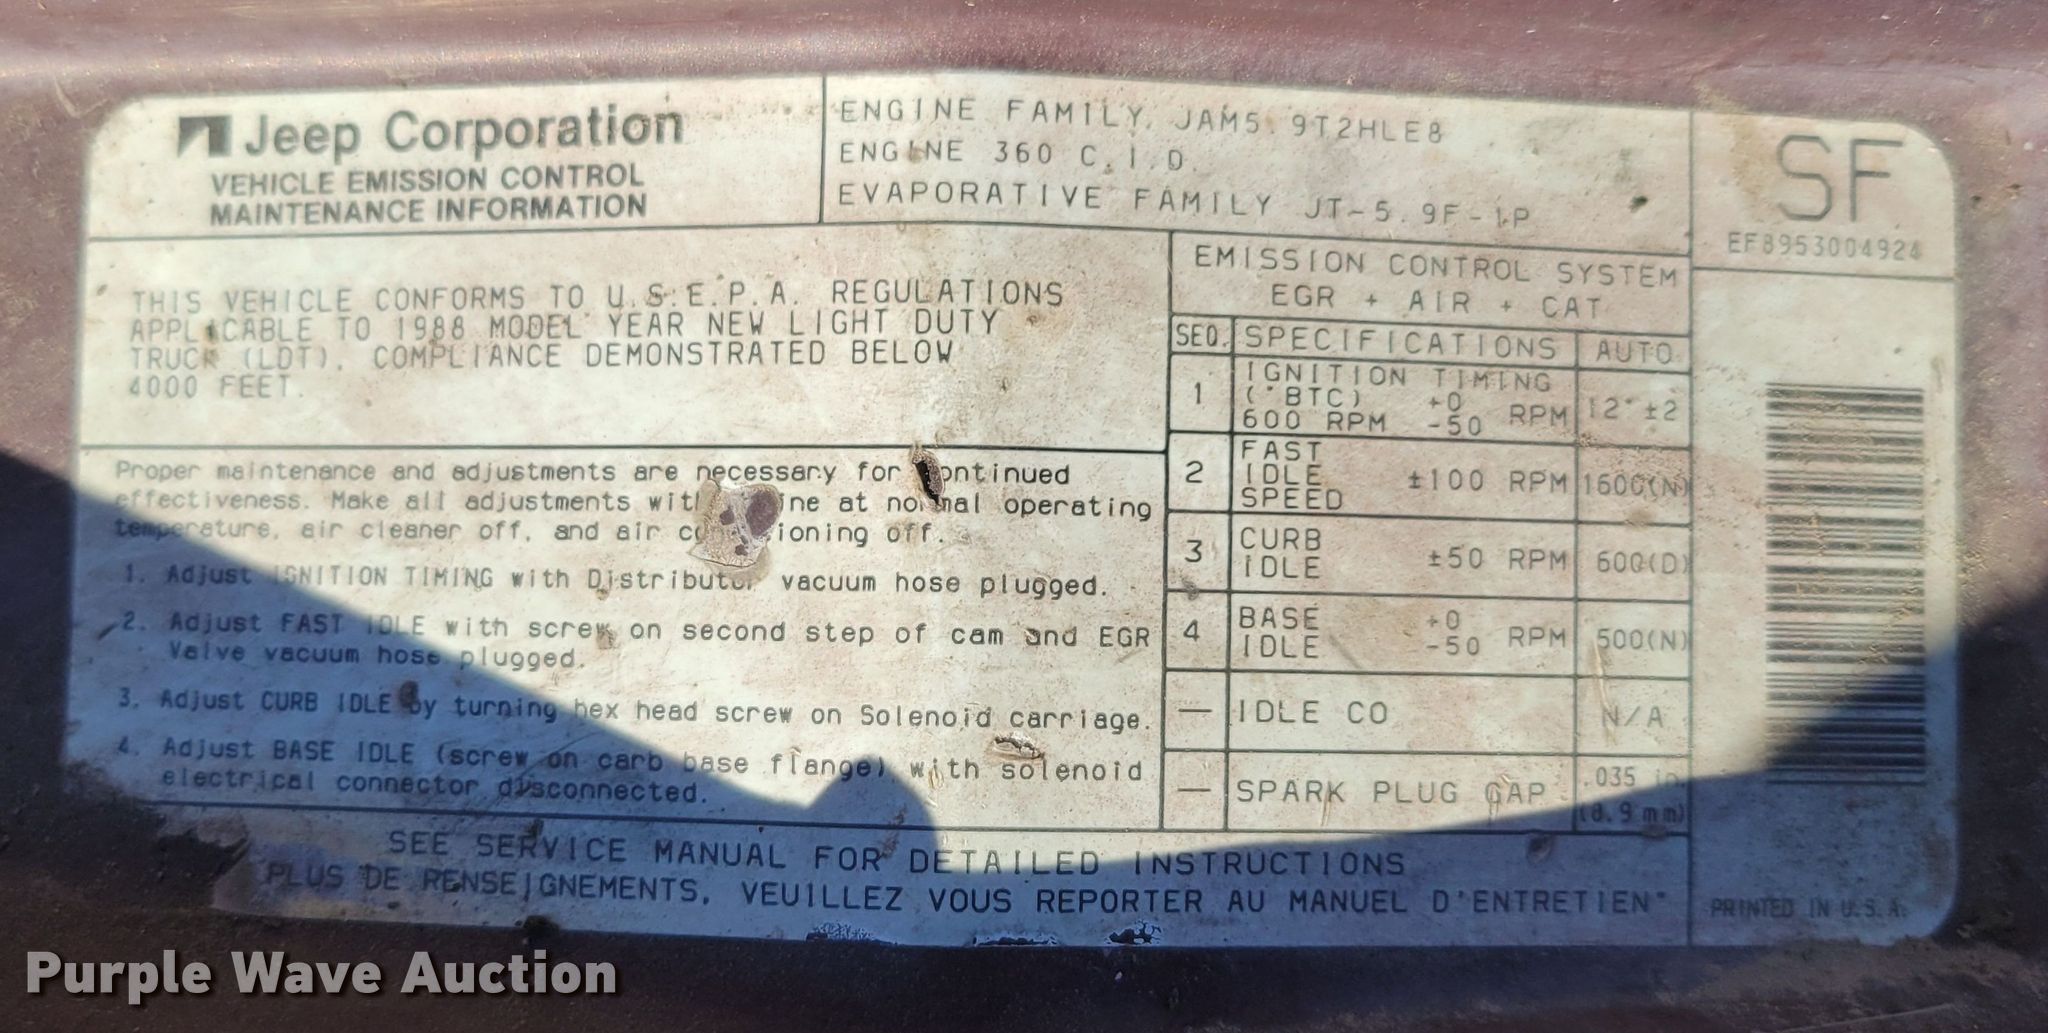 Jeep Corporation
VEHICLE EMISSION CONTROL
MAINTENANCE INFORMATION
ENGINE FAMILY, JAM5.9T2HLE8
ENGINE 360 C.I.D.
EVAPORATIVE FAMILY JT-5.9F-1P
SF
EF8953004924
THIS VEHICLE CONFORMS TO U.S.E.P.A. REGULATIONS
APPLICABLE TO 1988 MODEL YEAR NEW LIGHT DUTY
TRUCK (LDT). COMPLIANCE DEMONSTRATED BELOW
4000 FEET.
Proper maintenance and adjustments are necessary for continued
effectiveness. Make all adjustments with engine at normal operating
temperature, air cleaner off, and air conditioning off.
1. Adjust IGNITION TIMING with Distributor vacuum hose plugged.
2. Adjust FAST IDLE with screw on second step of cam and EGR
Valve vacuum hose plugged.
3. Adjust CURB IDLE by turning hex head screw on Solenoid carriage.
4. Adjust BASE IDLE (screw on carb base flange) with solenoid
electrical connector disconnected.
EMISSION CONTROL SYSTEM
EGR + AIR + CAT
SEQ. SPECIFICATIONS AUTO
1 IGNITION TIMING
(°BTC) +0
600 RPM -50 RPM 12° ±2
2 FAST
IDLE ±100 RPM 1600(N)
SPEED
3 CURB
IDLE ±50 RPM 600(D)
4 BASE +0
IDLE -50 RPM 500(N)
— IDLE CO N/A
— SPARK PLUG GAP .035 in
(0.9 mm)
SEE SERVICE MANUAL FOR DETAILED INSTRUCTIONS
PLUS DE RENSEIGNEMENTS, VEUILLEZ VOUS REPORTER AU MANUEL D'ENTRETIEN
PRINTED IN U.S.A.
Purple Wave Auction